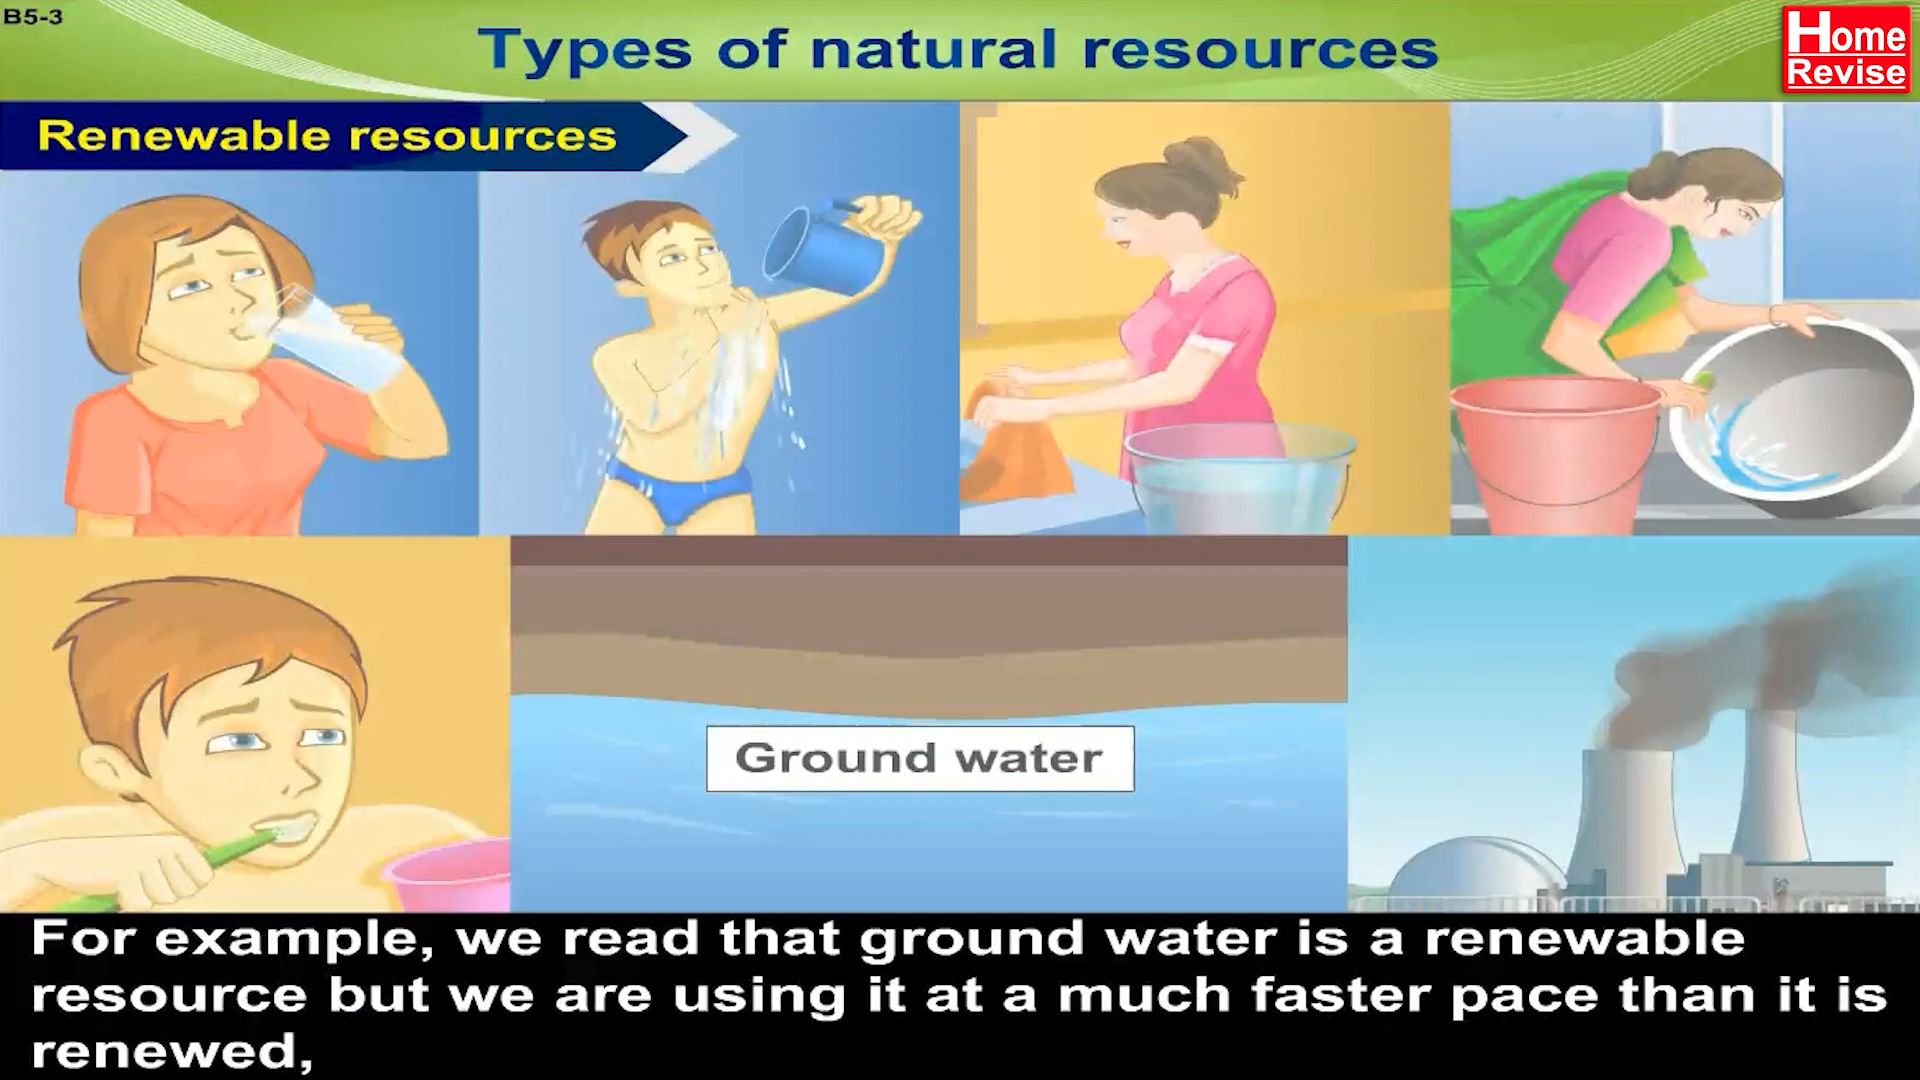 B5-3
Types of natural resources
Home
Revise
Renewable resources
Ground water
For example, we read that ground water is a renewable
resource but we are using it at a much faster pace than it is
renewed,